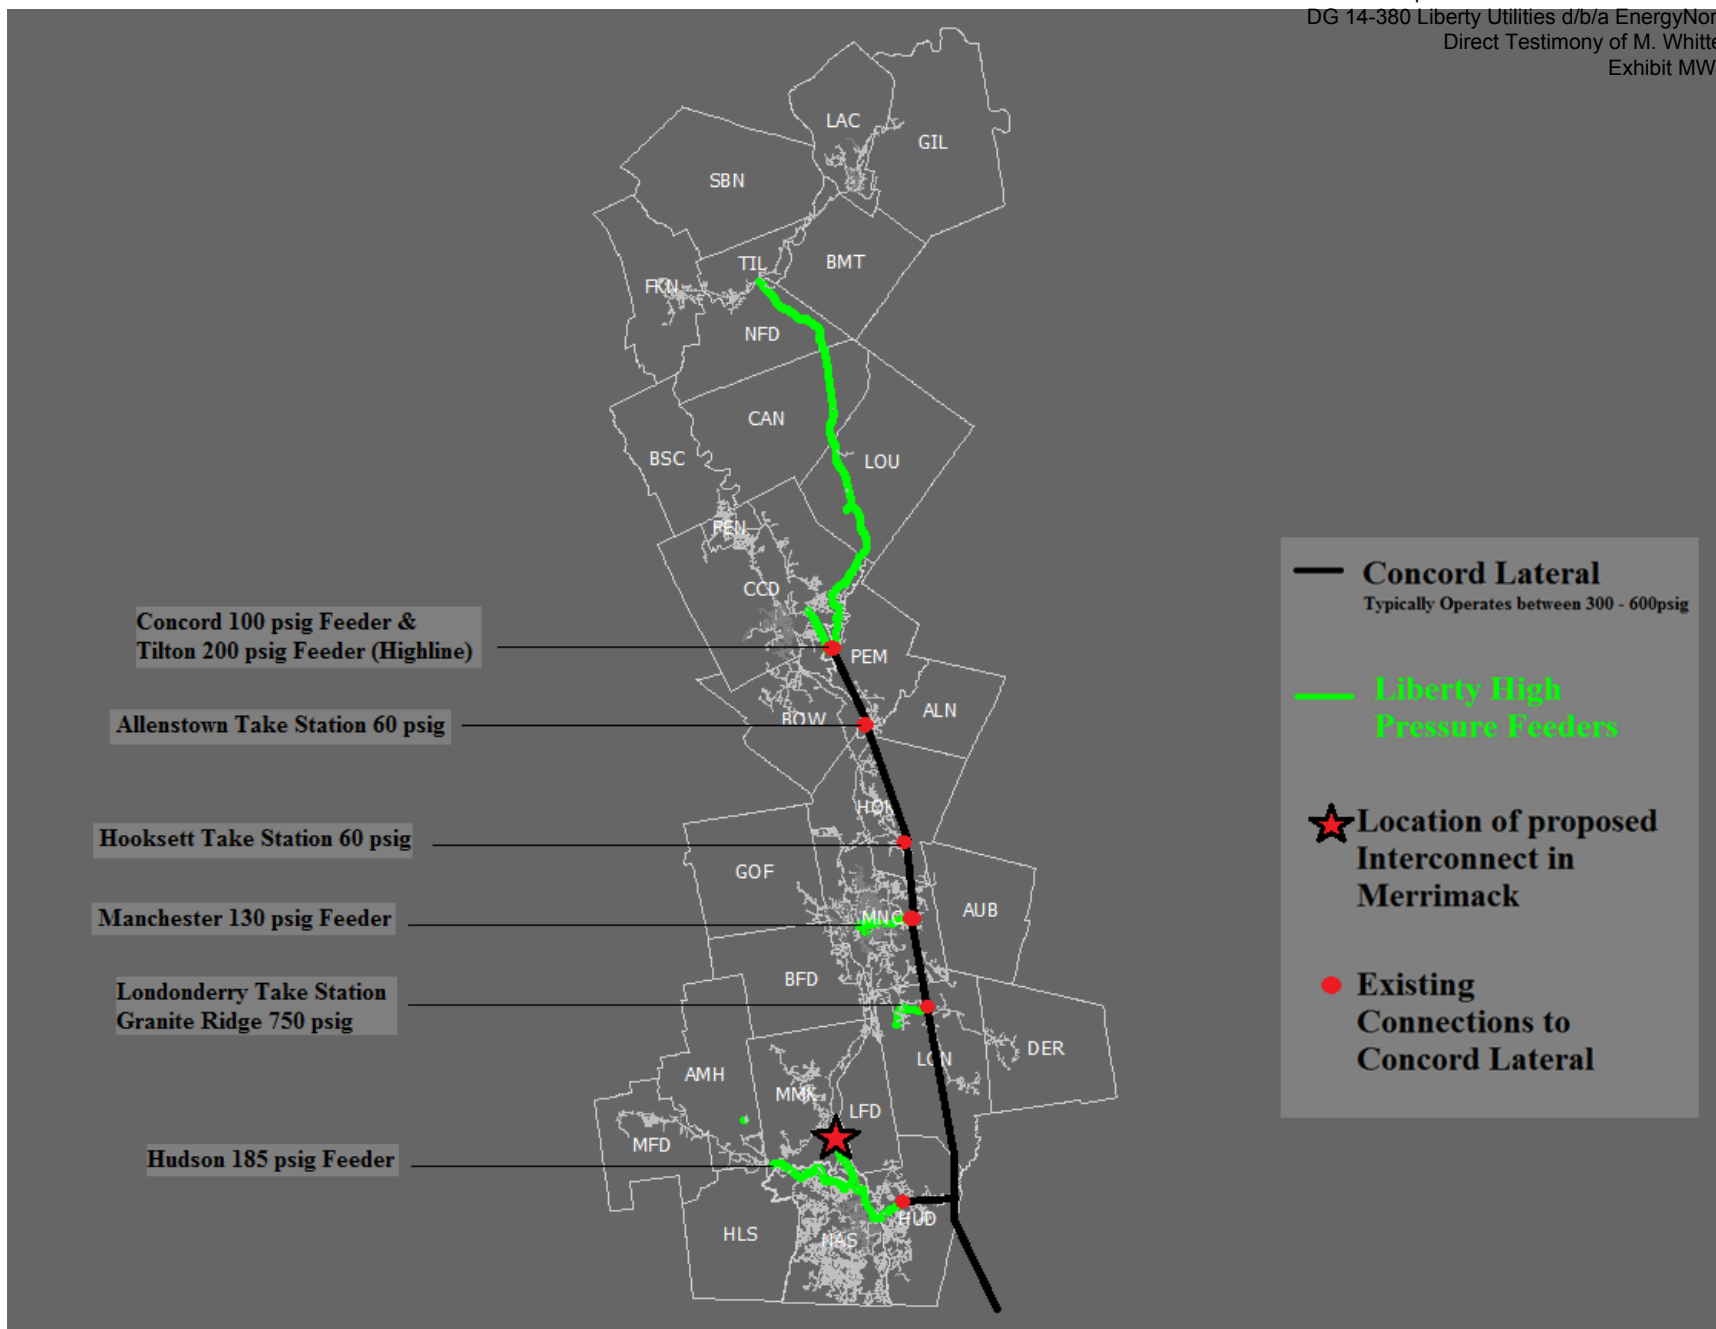 DG 14-380 Liberty Utilities d/b/a EnergyNor
Direct Testimony of M. Whitte
Exhibit MW
LAC
GIL
SBN
TIL
BMT
FKN
NFD
CAN
BSC
LOU
PEN
CCD
Concord 100 psig Feeder &
Tilton 200 psig Feeder (Highline)
PEM
Allenstown Take Station 60 psig
BOW
ALN
Hooksett Take Station 60 psig
HOK
GOF
Manchester 130 psig Feeder
MNC
AUB
BFD
Londonderry Take Station
Granite Ridge 750 psig
LON
DER
AMH
MMK
LFD
MFD
Hudson 185 psig Feeder
HLS
NAS
HUD
Concord Lateral
Typically Operates between 300 - 600psig
Liberty High
Pressure Feeders
Location of proposed
Interconnect in
Merrimack
Existing
Connections to
Concord Lateral